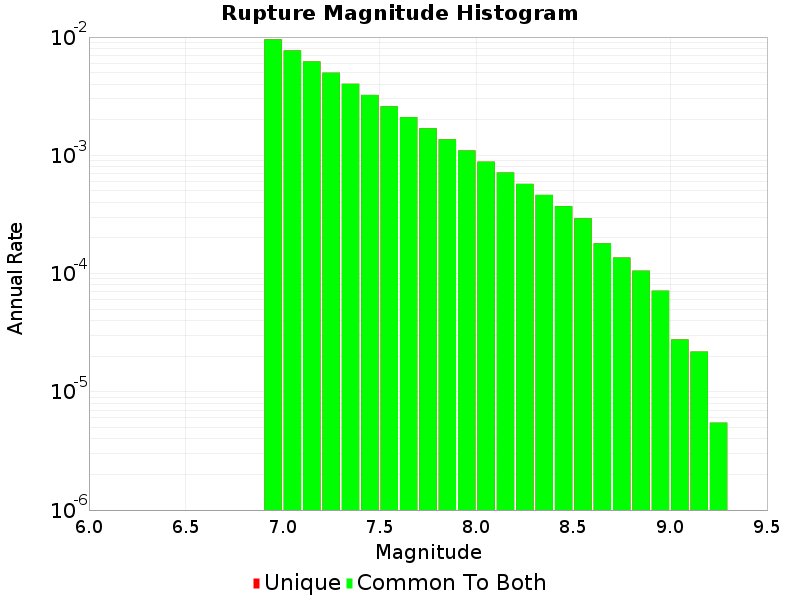 Rupture Magnitude Histogram
Annual Rate
10-2
10-3
10-4
10-5
10-6
6.0 6.5 7.0 7.5 8.0 8.5 9.0 9.5
Magnitude
Unique Common To Both